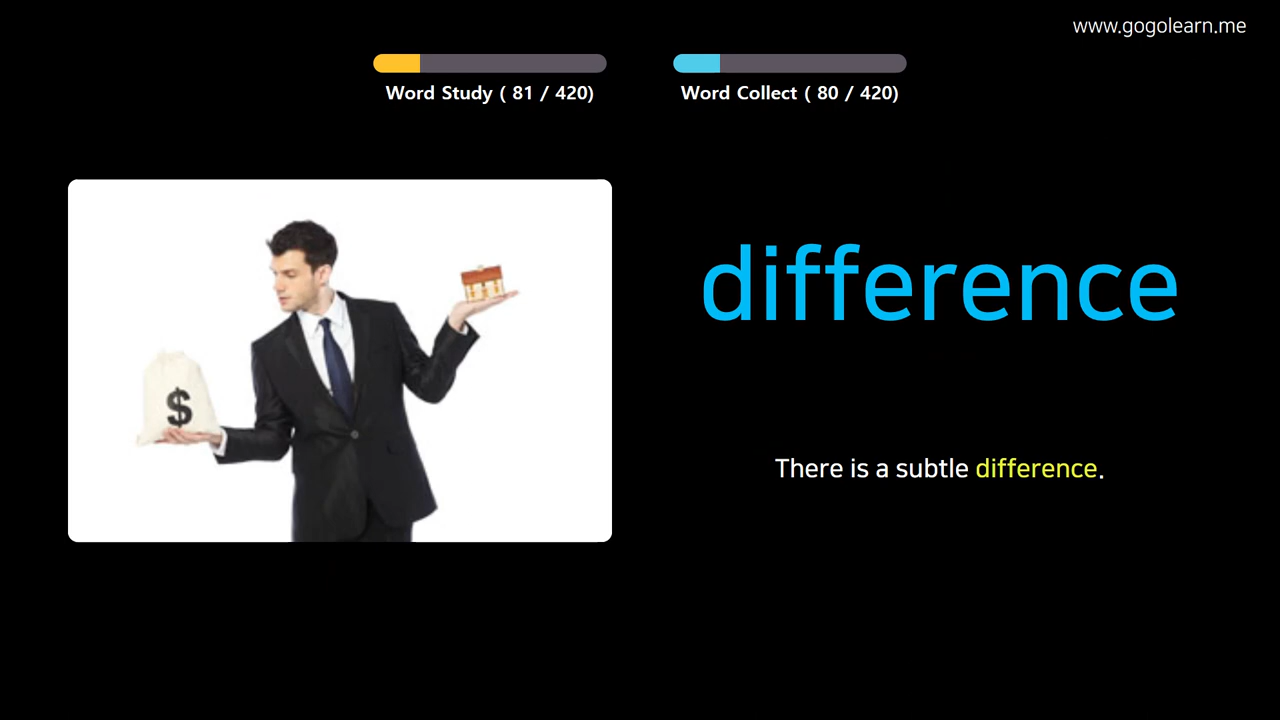 www.gogolearn.me
Word Study ( 81 / 420)
Word Collect ( 80 / 420)
$
difference
There is a subtle difference.